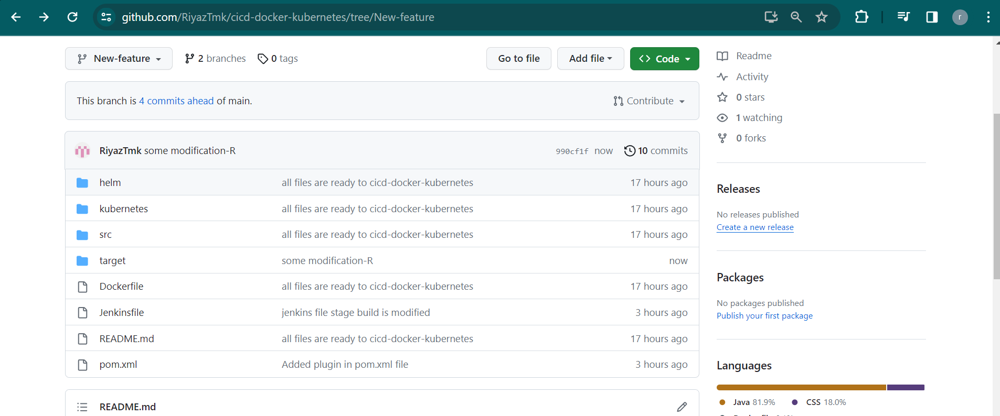 github.com/RiyazTmk/cicd-docker-kubernetes/tree/New-feature
r
New-feature 2 branches 0 tags Go to file Add file Code
This branch is 4 commits ahead of main. Contribute
RiyazTmk some modification-R 990cf1f now 10 commits
helm all files are ready to cicd-docker-kubernetes 17 hours ago
kubernetes all files are ready to cicd-docker-kubernetes 17 hours ago
src all files are ready to cicd-docker-kubernetes 17 hours ago
target some modification-R now
Dockerfile all files are ready to cicd-docker-kubernetes 17 hours ago
Jenkinsfile jenkins file stage build is modified 3 hours ago
README.md all files are ready to cicd-docker-kubernetes 17 hours ago
pom.xml Added plugin in pom.xml file 3 hours ago
README.md
Readme
Activity
0 stars
1 watching
0 forks
Releases
No releases published
Create a new release
Packages
No packages published
Publish your first package
Languages
Java 81.9% CSS 18.0%